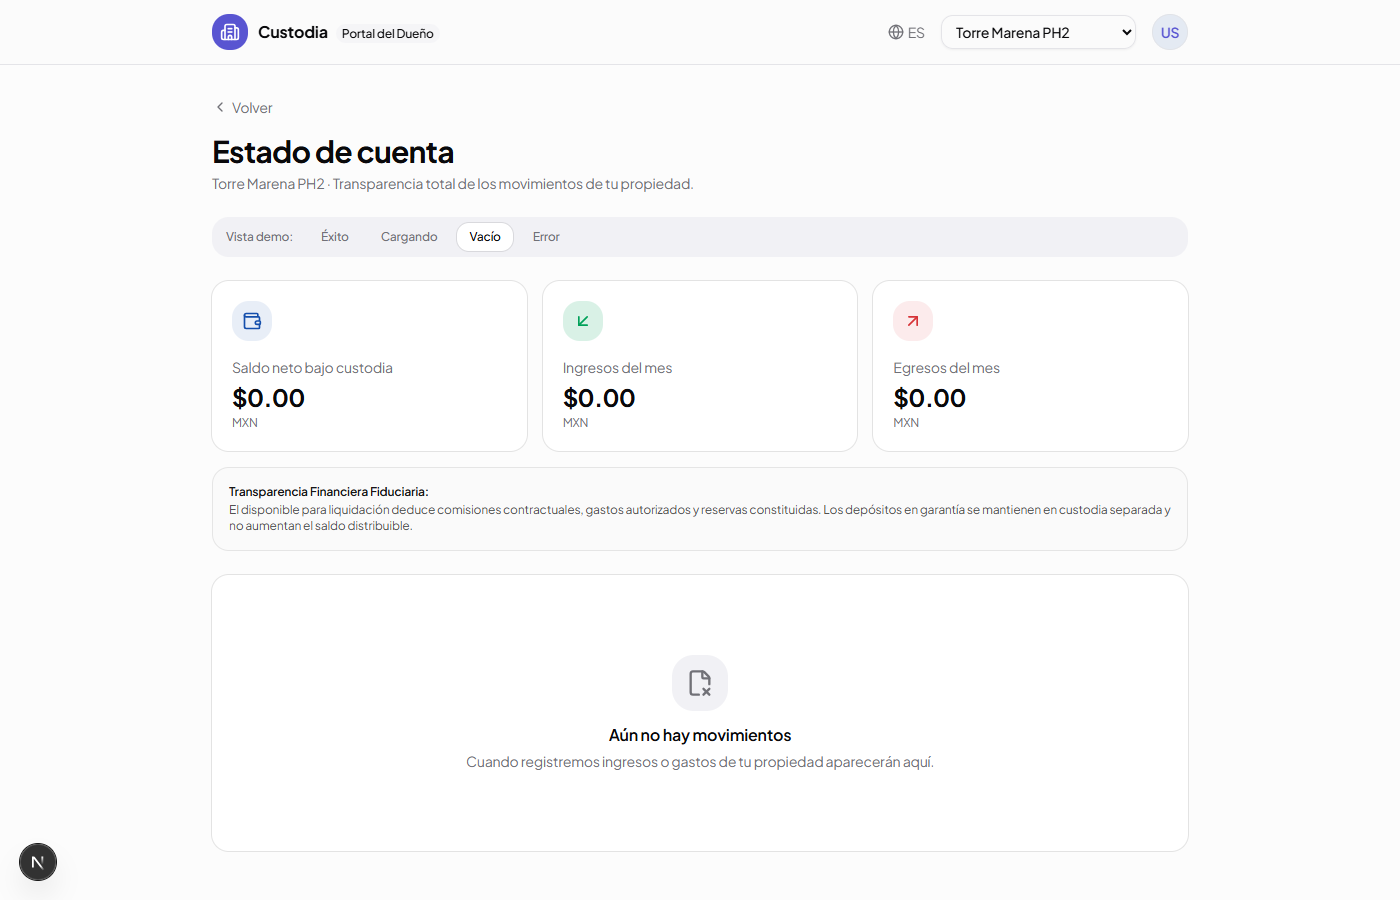 Custodia
Portal del Dueño
ES
Torre Marena PH2
US
Volver
Estado de cuenta
Torre Marena PH2 · Transparencia total de los movimientos de tu propiedad.
Vista demo:
Éxito
Cargando
Vacío
Error
Saldo neto bajo custodia
$0.00
MXN
Ingresos del mes
$0.00
MXN
Egresos del mes
$0.00
MXN
Transparencia Financiera Fiduciaria:
El disponible para liquidación deduce comisiones contractuales, gastos autorizados y reservas constituidas. Los depósitos en garantía se mantienen en custodia separada y
no aumentan el saldo distribuible.
Aún no hay movimientos
Cuando registremos ingresos o gastos de tu propiedad aparecerán aquí.
N